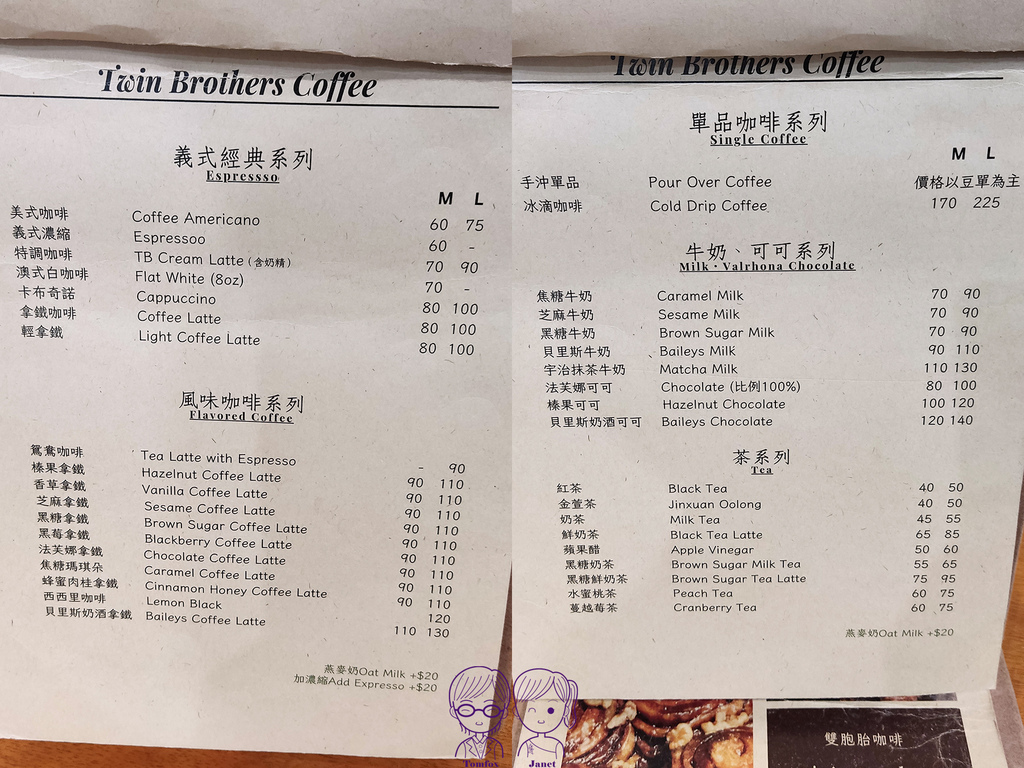 Twin Brothers Coffee
義式經典系列
Espressso
M L
美式咖啡 Coffee Americano 60 75
義式濃縮 Espressoo 60 -
特調咖啡 TB Cream Latte (含奶精) 70 90
澳式白咖啡 Flat White (8oz) 70 -
卡布奇諾 Cappuccino 80 100
拿鐵咖啡 Coffee Latte 80 100
輕拿鐵 Light Coffee Latte 80 100
風味咖啡系列
Flavored Coffee
鴛鴦咖啡 Tea Latte with Espresso - 90
榛果拿鐵 Hazelnut Coffee Latte 90 110
香草拿鐵 Vanilla Coffee Latte 90 110
芝麻拿鐵 Sesame Coffee Latte 90 110
黑糖拿鐵 Brown Sugar Coffee Latte 90 110
黑莓拿鐵 Blackberry Coffee Latte 90 110
法芙娜拿鐵 Chocolate Coffee Latte 90 110
焦糖瑪琪朵 Caramel Coffee Latte 90 110
蜂蜜肉桂拿鐵 Cinnamon Honey Coffee Latte 90 110
西西里咖啡 Lemon Black 120
貝里斯奶酒拿鐵 Baileys Coffee Latte 110 130
燕麥奶Oat Milk +$20
加濃縮Add Expresso +$20
Twin Brothers Coffee
單品咖啡系列
Single Coffee
M L
手沖單品 Pour Over Coffee 價格以豆單為主
冰滴咖啡 Cold Drip Coffee 170 225
牛奶、可可系列
Milk・Valrhona Chocolate
焦糖牛奶 Caramel Milk 70 90
芝麻牛奶 Sesame Milk 70 90
黑糖牛奶 Brown Sugar Milk 70 90
貝里斯牛奶 Baileys Milk 90 110
宇治抹茶牛奶 Matcha Milk 110 130
法芙娜可可 Chocolate (比例100%) 80 100
榛果可可 Hazelnut Chocolate 100 120
貝里斯奶酒可可 Baileys Chocolate 120 140
茶系列
Tea
紅茶 Black Tea 40 50
金萱茶 Jinxuan Oolong 40 50
奶茶 Milk Tea 45 55
鮮奶茶 Black Tea Latte 65 85
蘋果醋 Apple Vinegar 50 60
黑糖奶茶 Brown Sugar Milk Tea 55 65
黑糖鮮奶茶 Brown Sugar Tea Latte 75 95
水蜜桃茶 Peach Tea 60 75
蔓越莓茶 Cranberry Tea 60 75
燕麥奶Oat Milk +$20
雙胞胎咖啡
Tomfox Janet